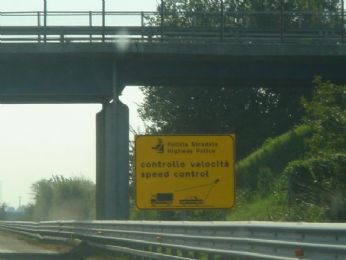 Polizia Stradale
Highway Police
controllo velocità
speed control